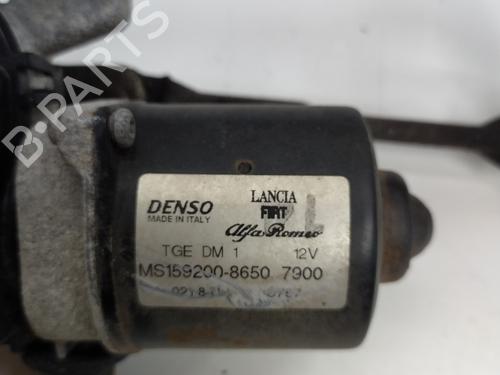 B-PARTS
DENSO
MADE IN ITALY
LANCIA
FIAT
Alfa Romeo
TGE DM 1 12V
MS159200-8650 7900